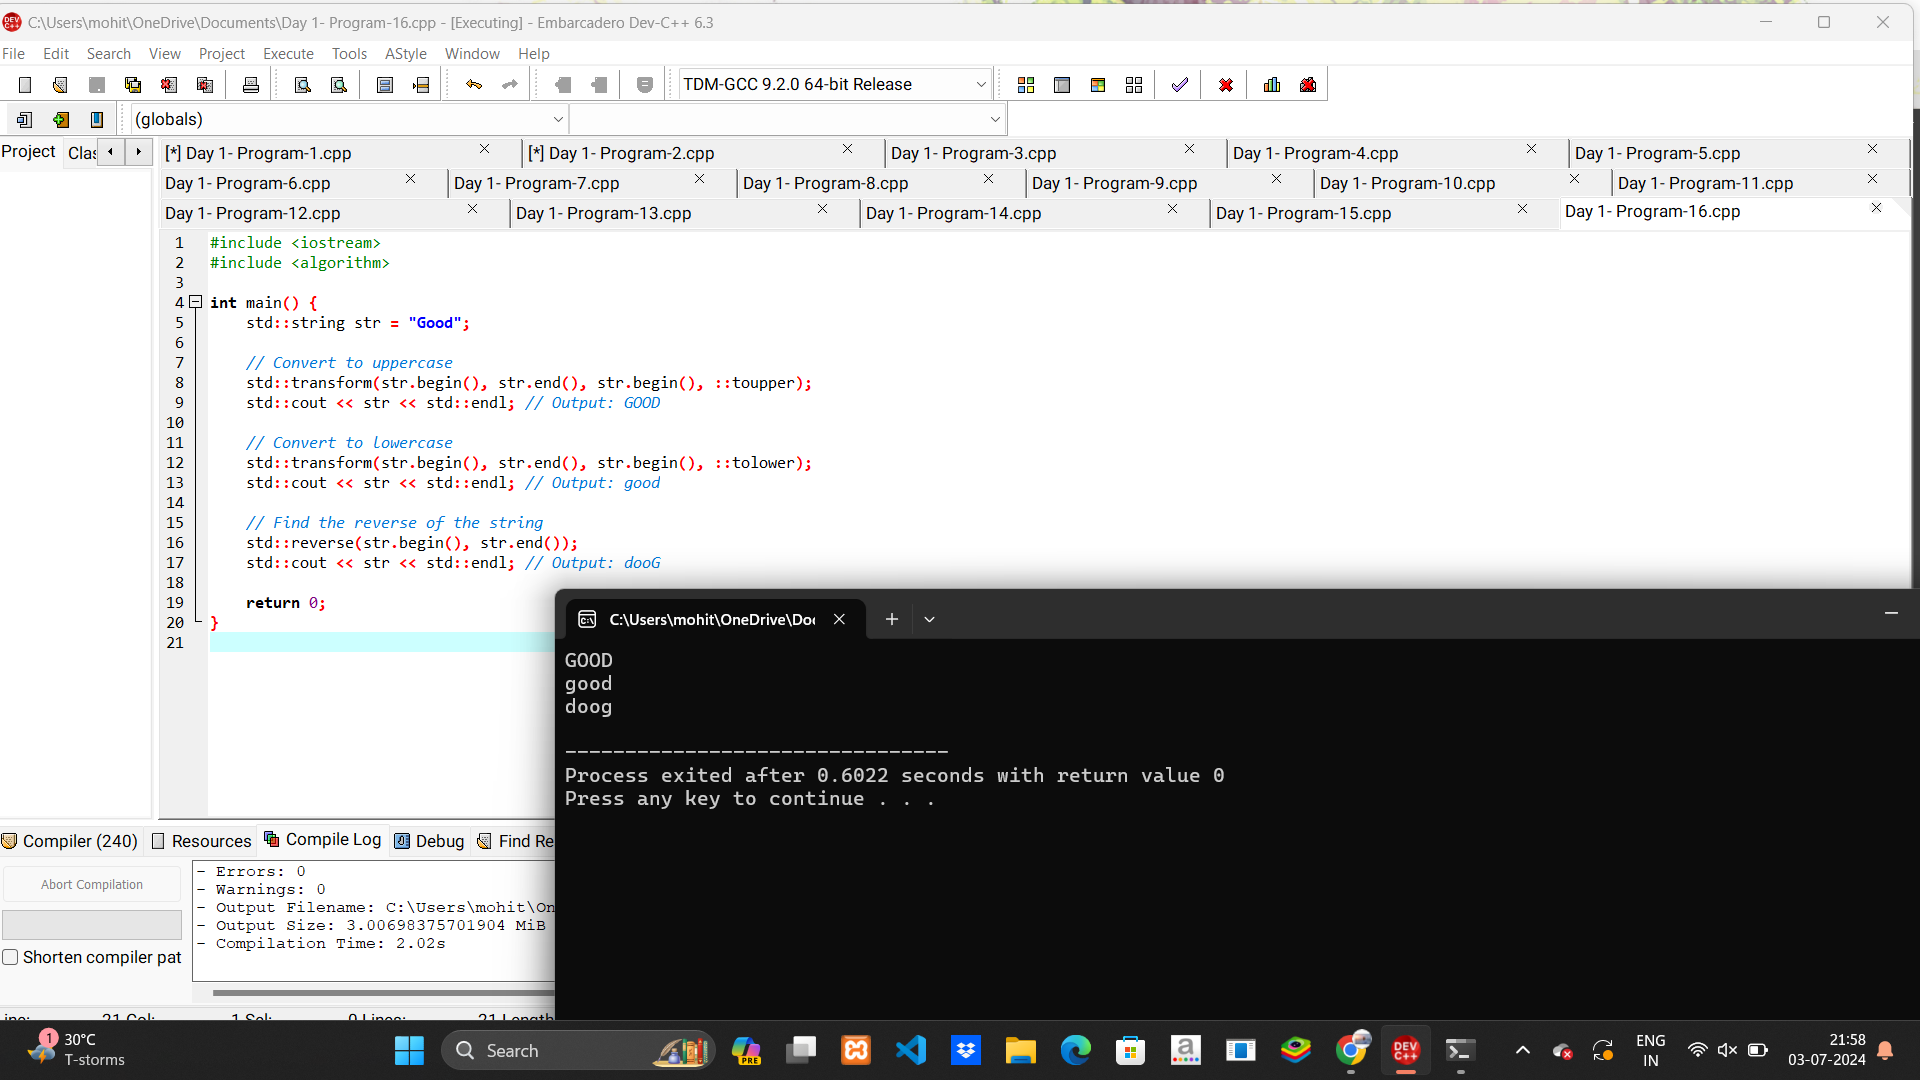 C:\Users\mohit\OneDrive\Documents\Day 1- Program-16.cpp - [Executing] - Embarcadero Dev-C++ 6.3
File Edit Search View Project Execute Tools AStyle Window Help
TDM-GCC 9.2.0 64-bit Release
(globals)
Project Clas
[*] Day 1- Program-1.cpp [*] Day 1- Program-2.cpp Day 1- Program-3.cpp Day 1- Program-4.cpp Day 1- Program-5.cpp
Day 1- Program-6.cpp Day 1- Program-7.cpp Day 1- Program-8.cpp Day 1- Program-9.cpp Day 1- Program-10.cpp Day 1- Program-11.cpp
Day 1- Program-12.cpp Day 1- Program-13.cpp Day 1- Program-14.cpp Day 1- Program-15.cpp Day 1- Program-16.cpp
1 #include <iostream>
2 #include <algorithm>
3
4 int main() {
5 std::string str = "Good";
6
7 // Convert to uppercase
8 std::transform(str.begin(), str.end(), str.begin(), ::toupper);
9 std::cout << str << std::endl; // Output: GOOD
10
11 // Convert to lowercase
12 std::transform(str.begin(), str.end(), str.begin(), ::tolower);
13 std::cout << str << std::endl; // Output: good
14
15 // Find the reverse of the string
16 std::reverse(str.begin(), str.end());
17 std::cout << str << std::endl; // Output: dooG
18
19 return 0;
20 }
21
C:\Users\mohit\OneDrive\Doc
GOOD
good
doog
--------------------------------
Process exited after 0.6022 seconds with return value 0
Press any key to continue . . .
Compiler (240) Resources Compile Log Debug Find Re
Abort Compilation
Shorten compiler pat
- Errors: 0
- Warnings: 0
- Output Filename: C:\Users\mohit\On
- Output Size: 3.00698375701904 MiB
- Compilation Time: 2.02s
21 Col: 1 Sel: 0 Lines: 21 Length
1
30°C
T-storms
Search
PRE
DEV C++
ENG
IN
21:58
03-07-2024